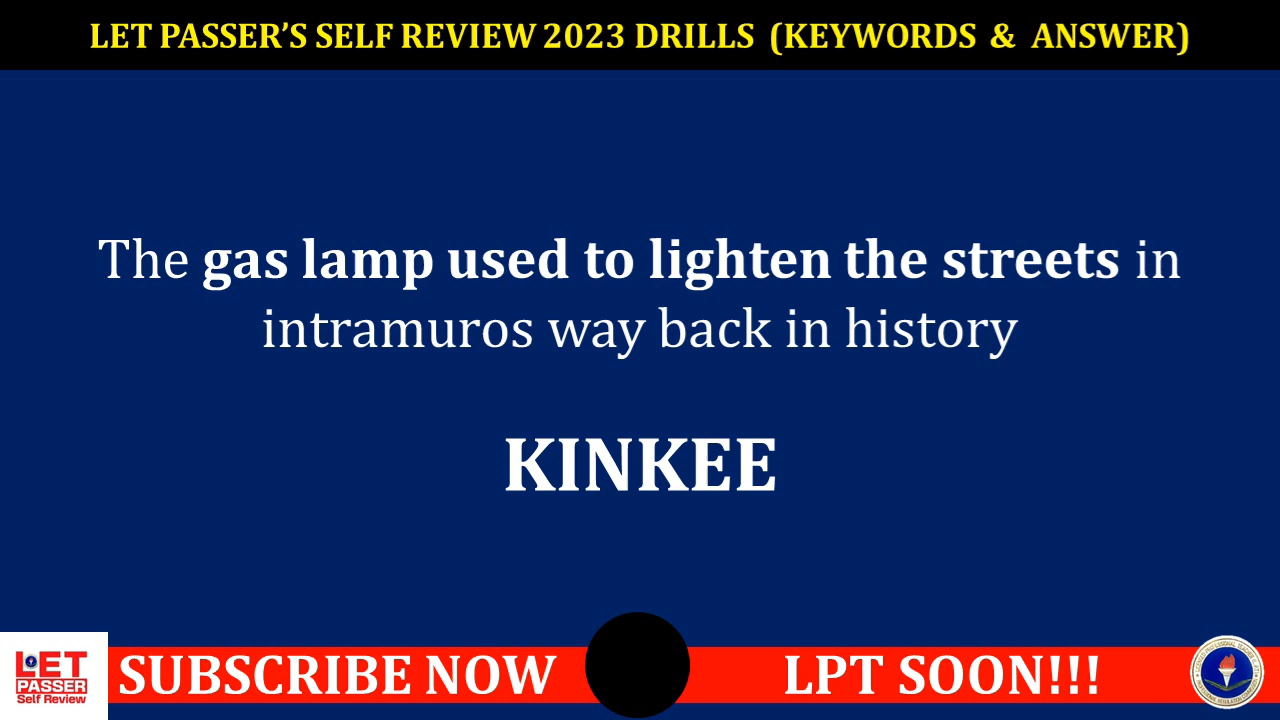 LET PASSER’S SELF REVIEW 2023 DRILLS (KEYWORDS & ANSWER)
The gas lamp used to lighten the streets in
intramuros way back in history
KINKEE
LET
PASSER
Self Review
SUBSCRIBE NOW
LPT SOON!!!